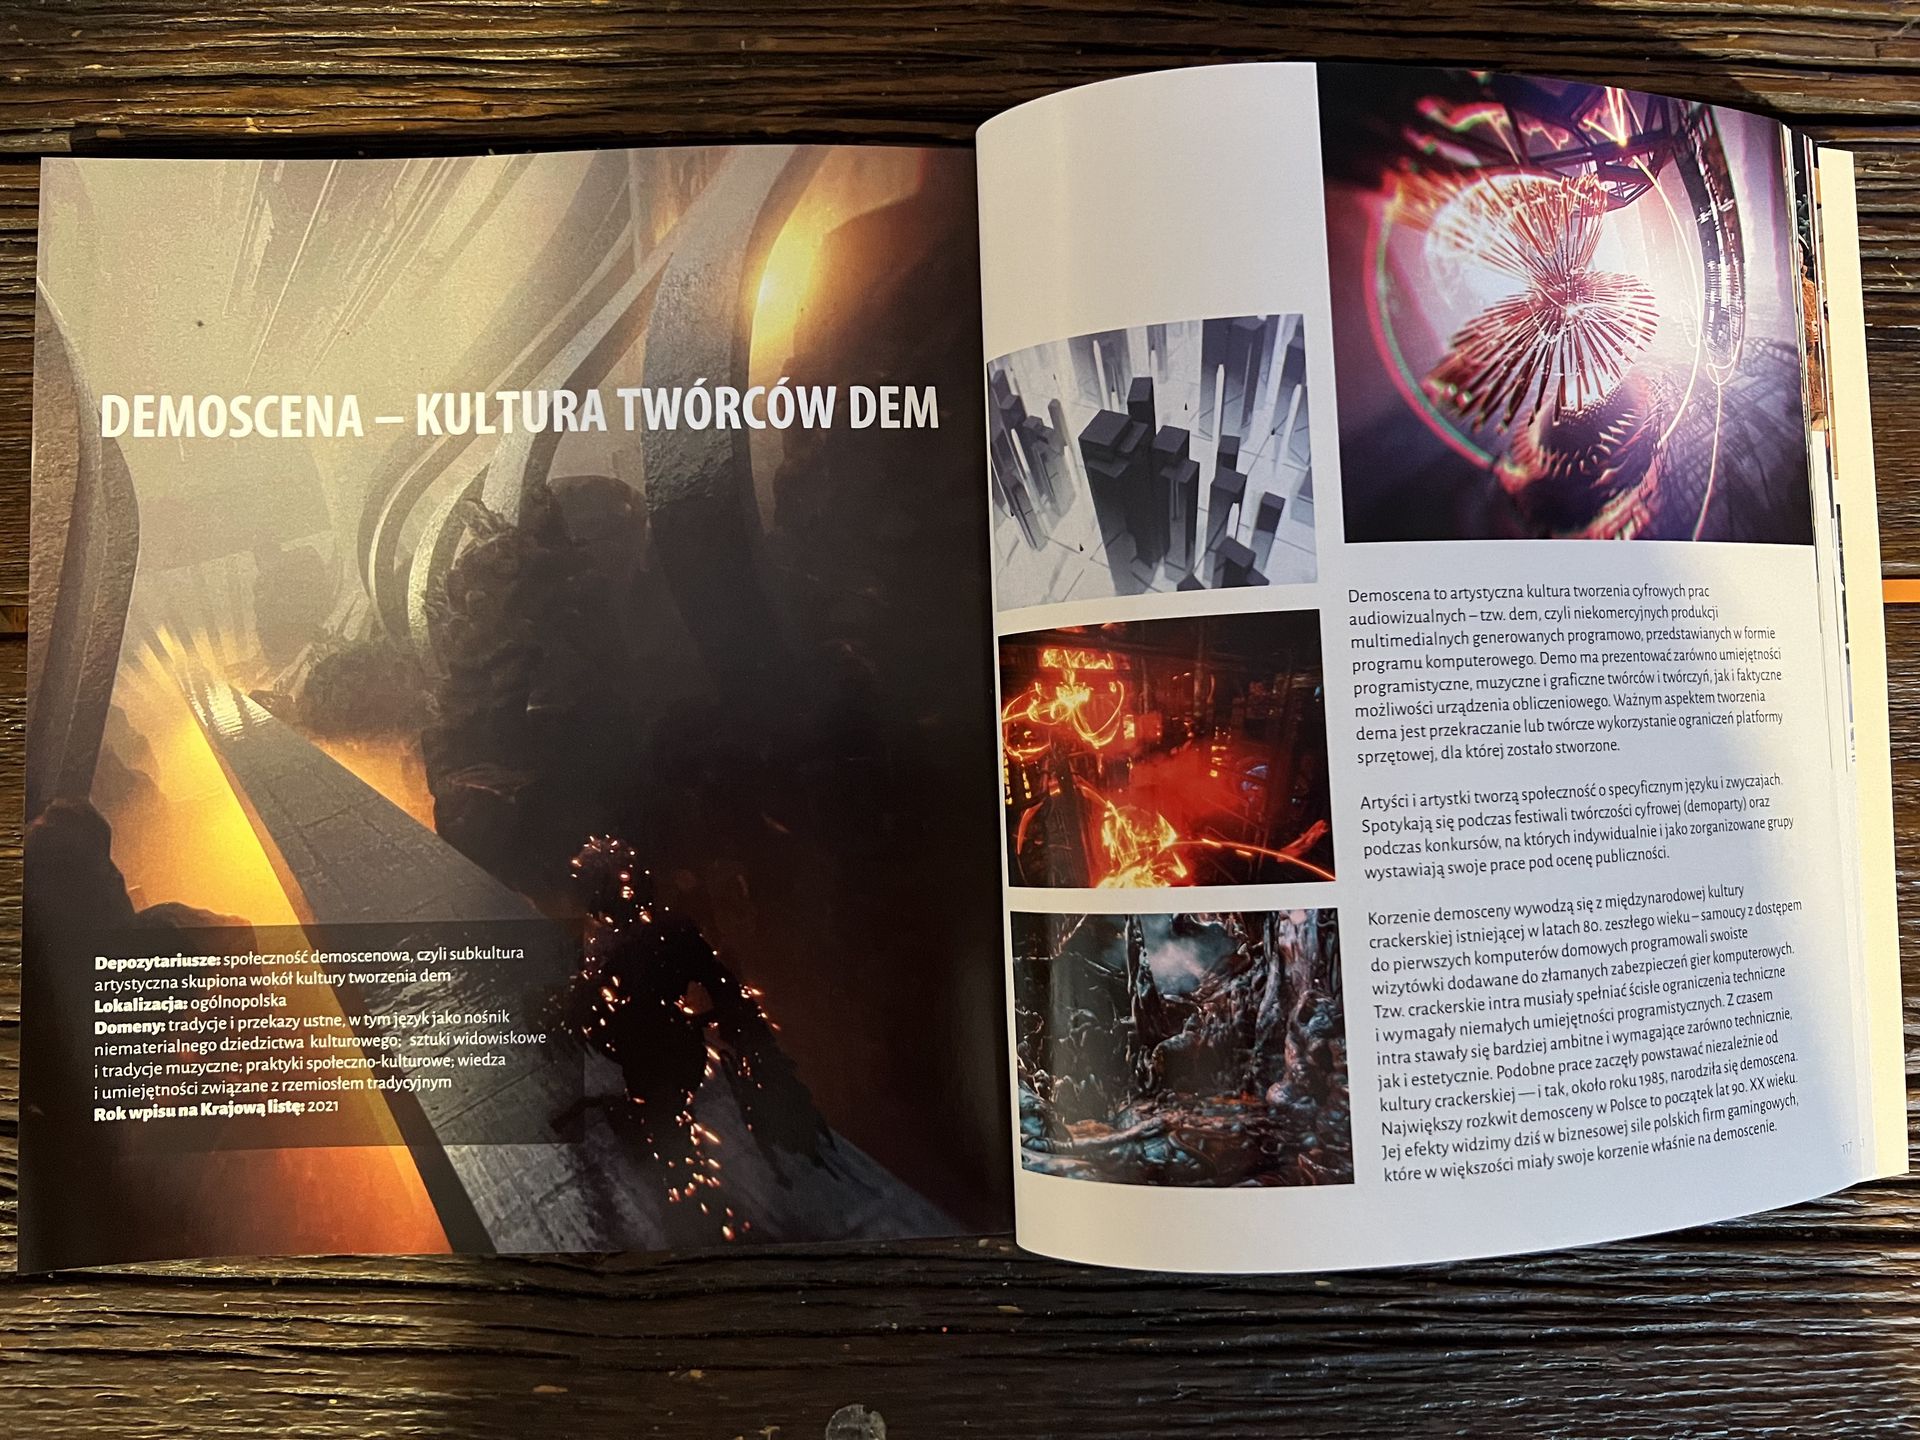 DEMOSCENA – KULTURA TWÓRCÓW DEM
Depozytariusze: społeczność demoscenowa, czyli subkultura
artystyczna skupiona wokół kultury tworzenia dem
Lokalizacja: ogólnopolska
Domeny: tradycje i przekazy ustne, w tym język jako nośnik
niematerialnego dziedzictwa kulturowego; sztuki widowiskowe
i tradycje muzyczne; praktyki społeczno-kulturowe; wiedza
i umiejętności związane z rzemiosłem tradycyjnym
Rok wpisu na Krajową listę: 2021
Demoscena to artystyczna kultura tworzenia cyfrowych prac
audiowizualnych – tzw. dem, czyli niekomercyjnych produkcji
multimedialnych generowanych programowo, przedstawianych w formie
programu komputerowego. Demo ma prezentować zarówno umiejętności
programistyczne, muzyczne i graficzne twórców i twórczyń, jak i faktyczne
możliwości urządzenia obliczeniowego. Ważnym aspektem tworzenia
dema jest przekraczanie lub twórcze wykorzystanie ograniczeń platformy
sprzętowej, dla której zostało stworzone.
Artyści i artystki tworzą społeczność o specyficznym języku i zwyczajach.
Spotykają się podczas festiwali twórczości cyfrowej (demoparty) oraz
podczas konkursów, na których indywidualnie i jako zorganizowane grupy
wystawiają swoje prace pod ocenę publiczności.
Korzenie demosceny wywodzą się z międzynarodowej kultury
crackerskiej istniejącej w latach 80. zeszłego wieku – samoucy z dostępem
do pierwszych komputerów domowych programowali swoiste
wizytówki dodawane do złamanych zabezpieczeń gier komputerowych.
Tzw. crackerskie intra musiały spełniać ścisłe ograniczenia techniczne
i wymagały niemałych umiejętności programistycznych. Z czasem
intra stawały się bardziej ambitne i wymagające zarówno technicznie,
jak i estetycznie. Podobne prace zaczęły powstawać niezależnie od
kultury crackerskiej — i tak, około roku 1985, narodziła się demoscena.
Największy rozkwit demosceny w Polsce to początek lat 90. XX wieku.
Jej efekty widzimy dziś w biznesowej sile polskich firm gamingowych,
które w większości miały swoje korzenie właśnie na demoscenie.
117